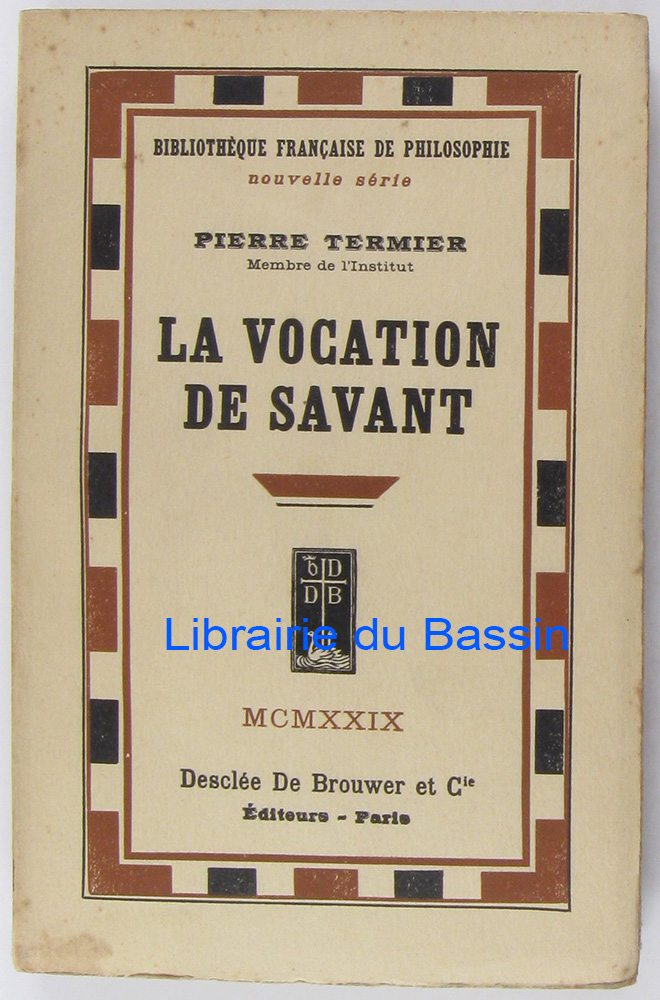 BIBLIOTHÈQUE FRANÇAISE DE PHILOSOPHIE
nouvelle série
PIERRE TERMIER
Membre de l'Institut
LA VOCATION
DE SAVANT
D D
D B
Librairie du Bassin
MCMXXIX
Desclée De Brouwer et Cie
Éditeurs - Paris